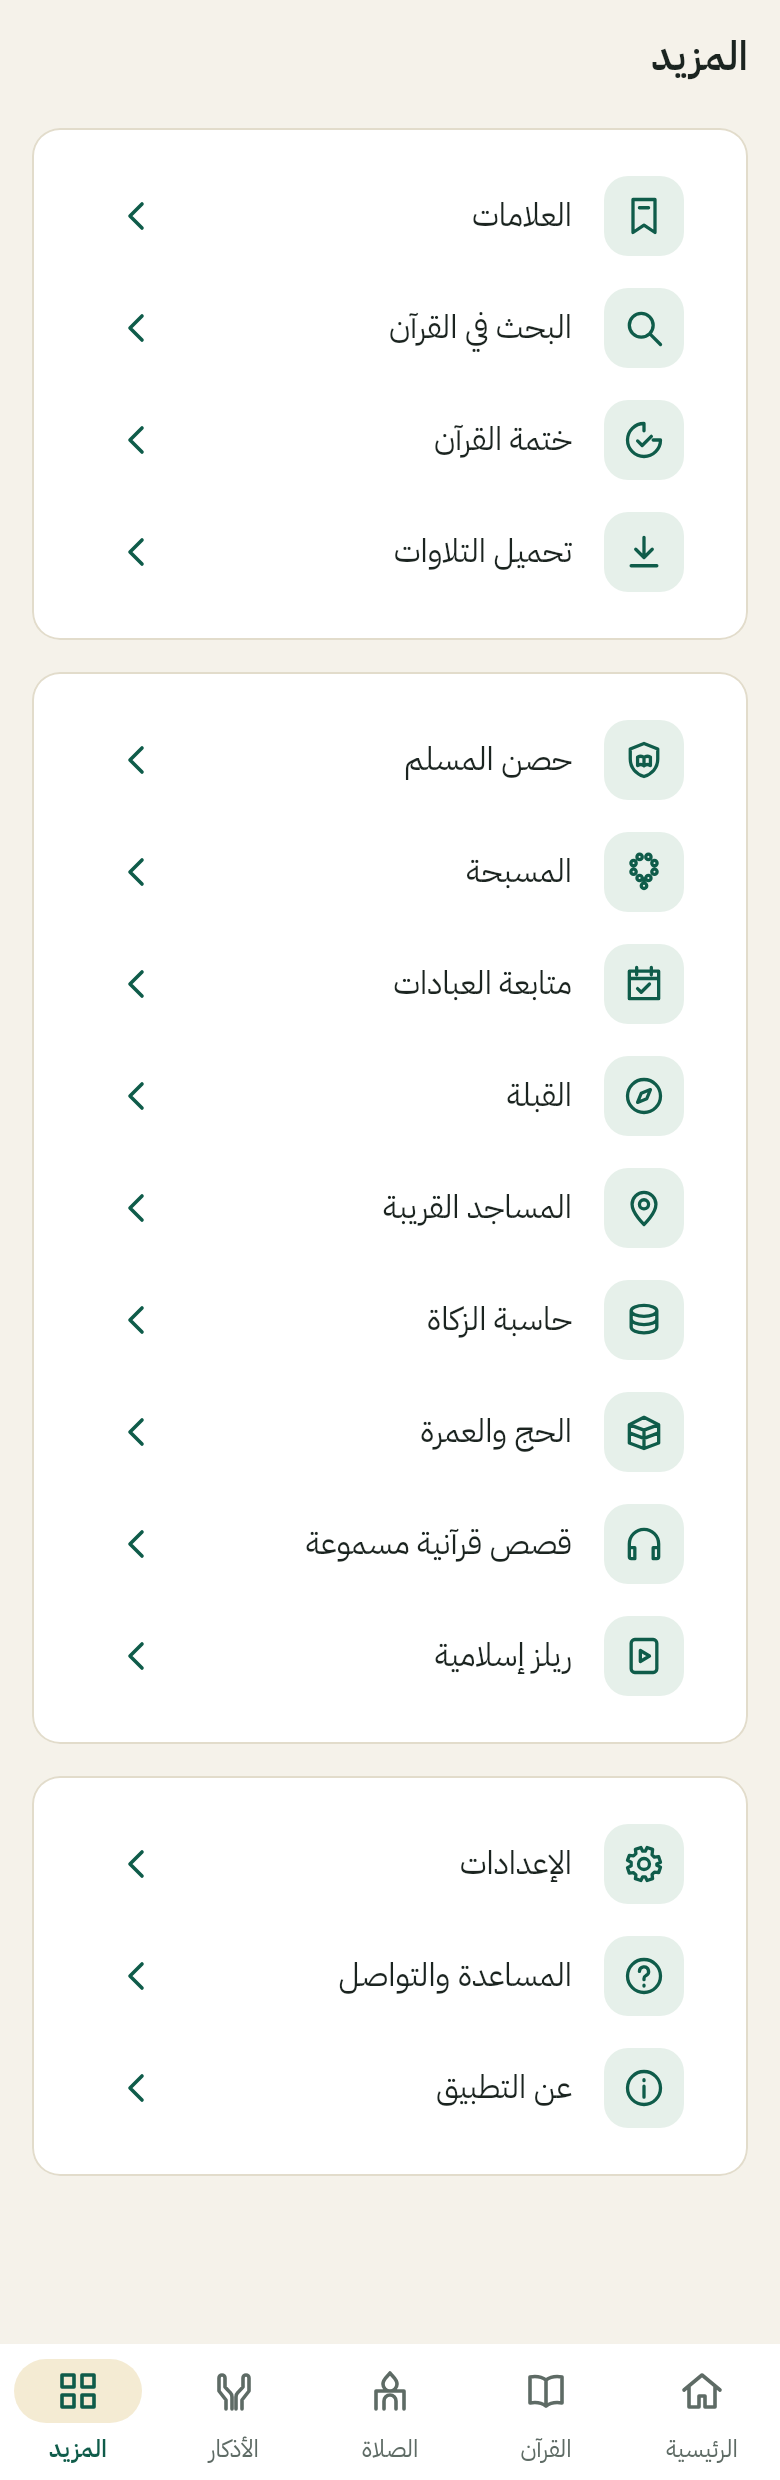 المزيد
العلامات
البحث في القرآن
ختمة القرآن
تحميل التلاوات
حصن المسلم
المسبحة
متابعة العبادات
القبلة
المساجد القريبة
حاسبة الزكاة
الحج والعمرة
قصص قرآنية مسموعة
ريلز إسلامية
الإعدادات
المساعدة والتواصل
عن التطبيق
الرئيسية
القرآن
الصلاة
الأذكار
المزيد